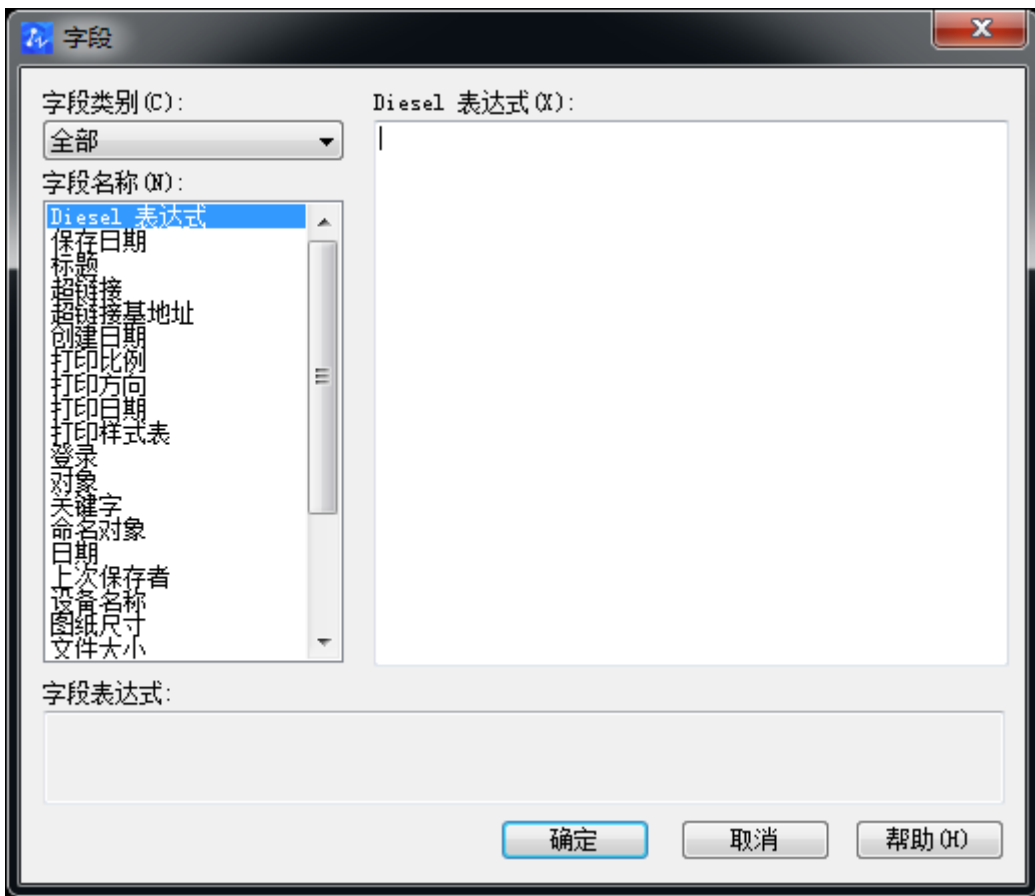 字段
字段类别(C):
全部
字段名称(N):
Diesel 表达式
保存日期
标题
超链接
超链接基地址
创建日期
打印比例
打印方向
打印日期
打印样式表
登录
对象
关键字
命名对象
日期
上次保存者
设备名称
图纸尺寸
文件大小
Diesel 表达式(X):
字段表达式:
确定
取消
帮助(H)